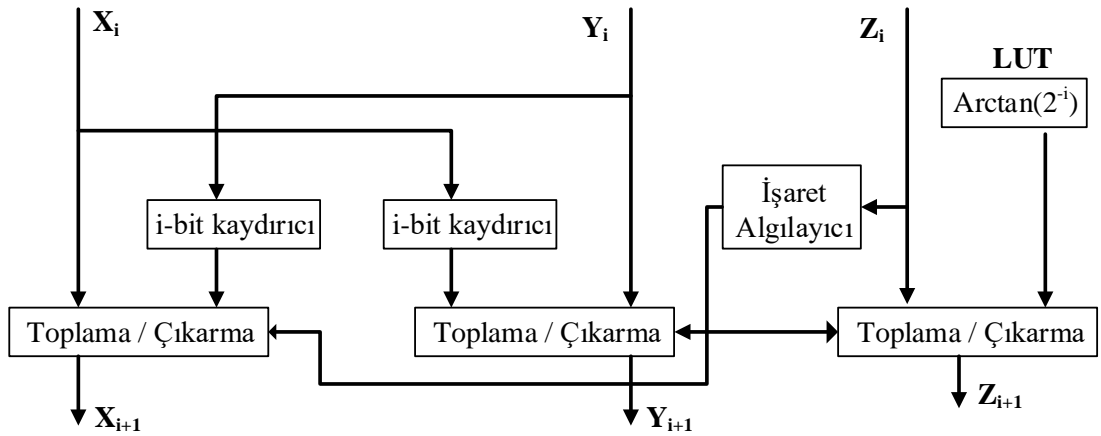 Xᵢ
Yᵢ
Zᵢ
LUT
Arctan(2⁻ⁱ)
İşaret
Algılayıcı
i-bit kaydırıcı
i-bit kaydırıcı
Toplama / Çıkarma
Toplama / Çıkarma
Toplama / Çıkarma
Xᵢ₊₁
Yᵢ₊₁
Zᵢ₊₁